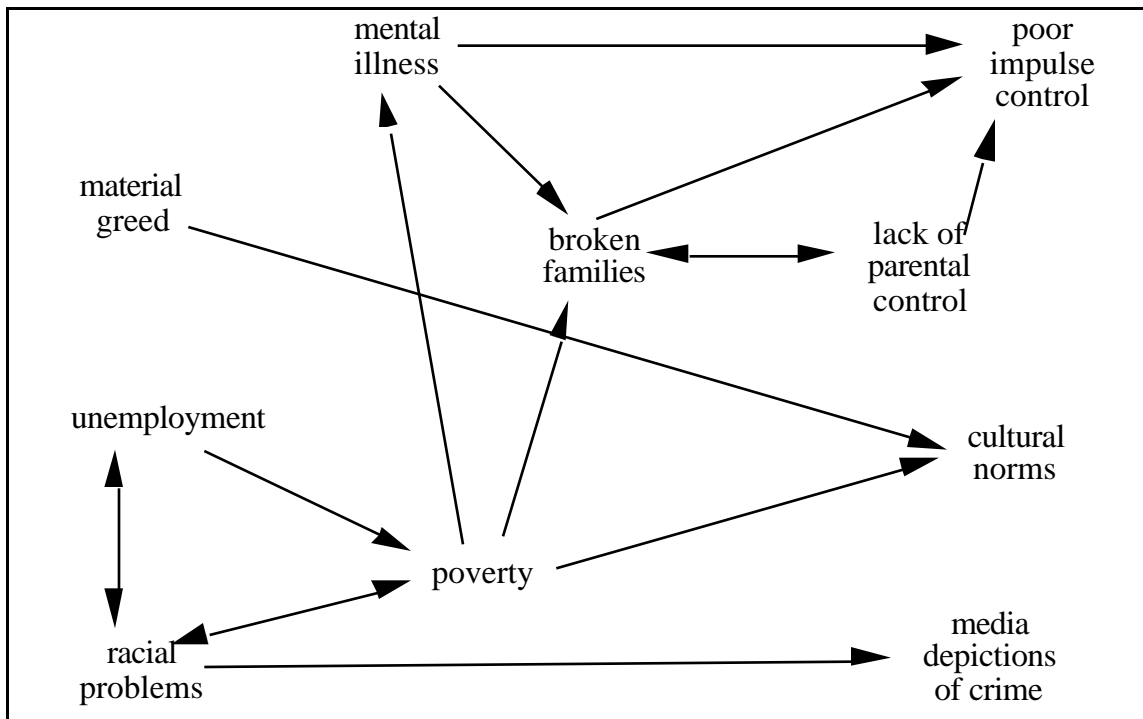 mental
illness
poor
impulse
control
material
greed
broken
families
lack of
parental
control
unemployment
cultural
norms
poverty
racial
problems
media
depictions
of crime